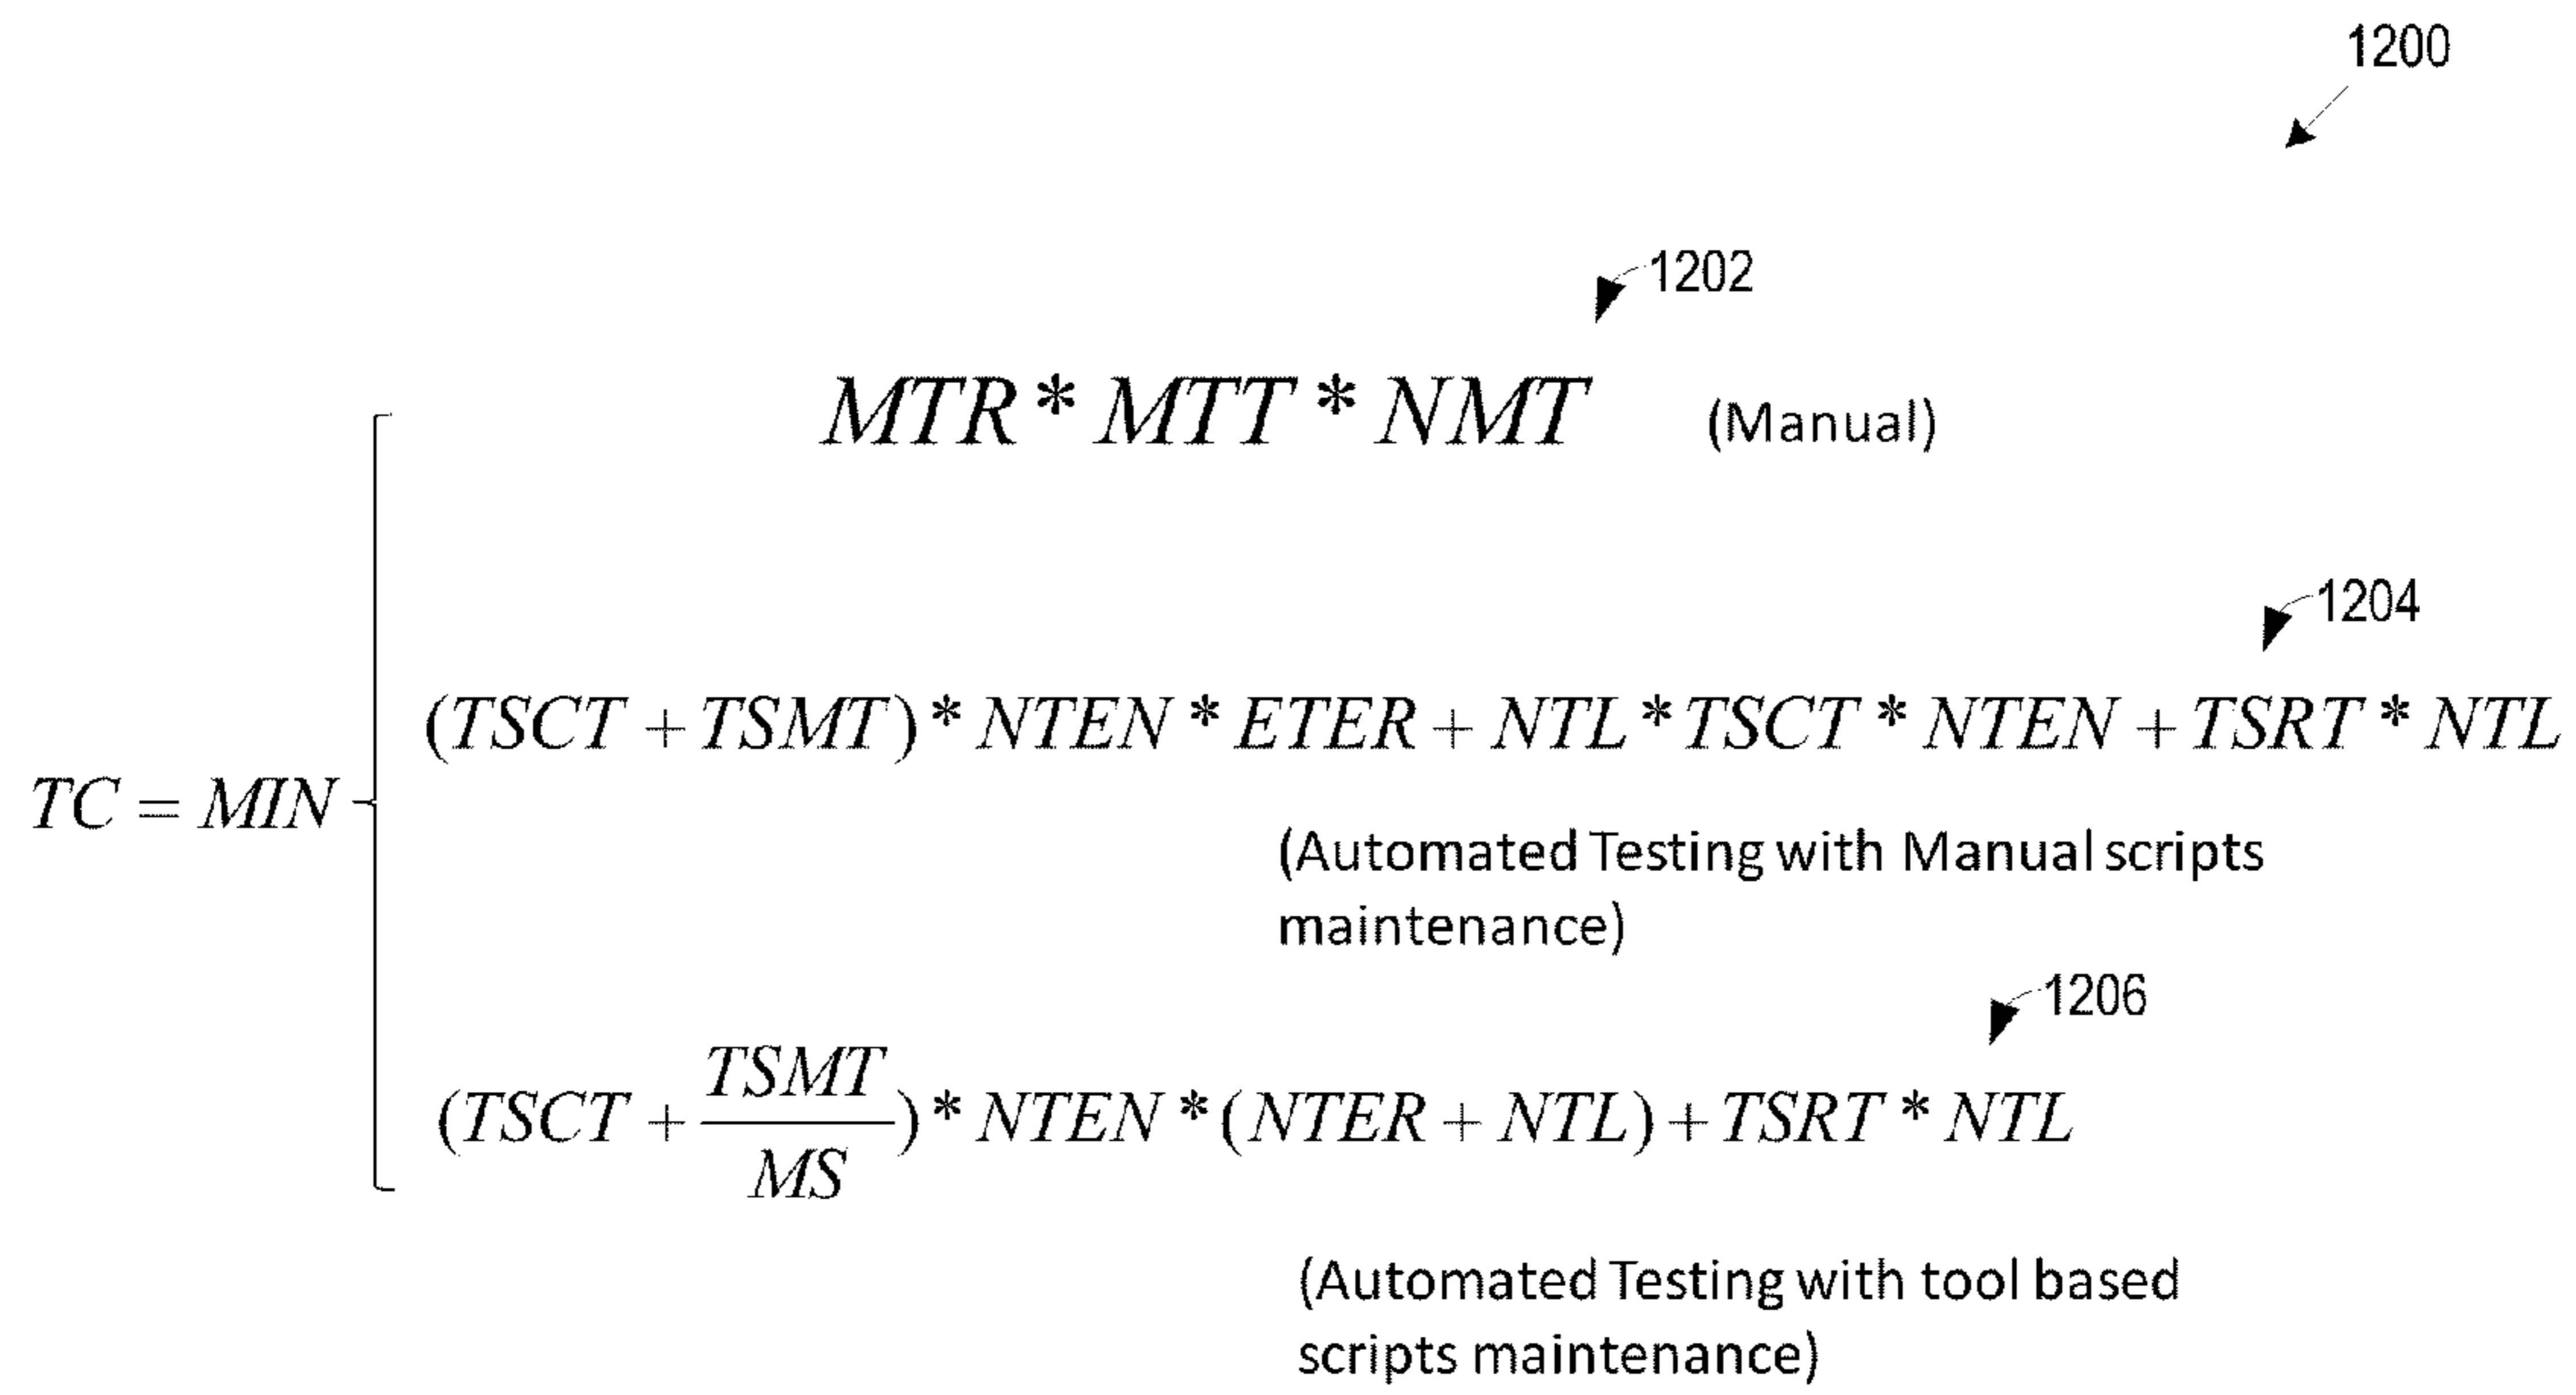 1200
1202
MTR * MTT * NMT (Manual)
1204
(TSCT + TSMT) * NTEN * ETER + NTL * TSCT * NTEN + TSRT * NTL
TC = MIN
(Automated Testing with Manual scripts
maintenance)
1206
(TSCT + TSMT / MS) * NTEN * (NTER + NTL) + TSRT * NTL
(Automated Testing with tool based
scripts maintenance)